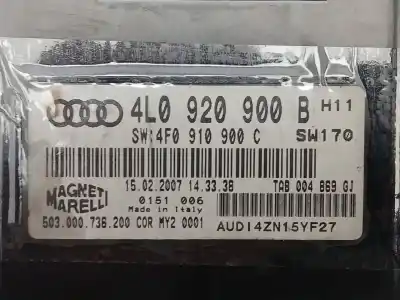 4L0 920 900 B H11
SW:4F0 910 900 C SW170
15.02.2007 14.33.38 TAB 004 869 GJ
MAGNETI MARELLI
0151 006
Made in Italy
503.000.736.200 COR MY2 0001 AUDI4ZN15YF27